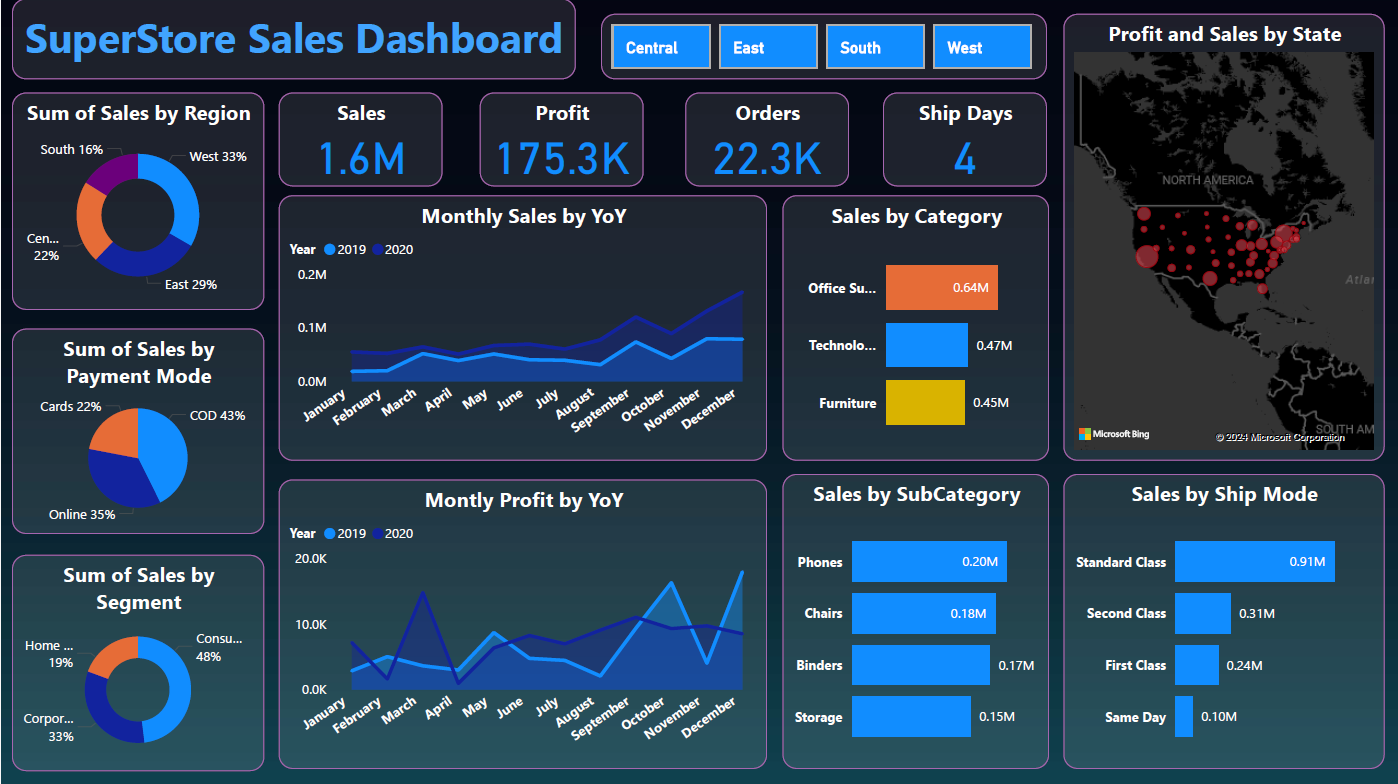 SuperStore Sales Dashboard
Central
East
South
West
Profit and Sales by State
NORTH AMERICA
Atlan
SOUTH AM
Microsoft Bing
© 2024 Microsoft Corporation
Sum of Sales by Region
South 16%
West 33%
Cen...
22%
East 29%
Sales
1.6M
Profit
175.3K
Orders
22.3K
Ship Days
4
Monthly Sales by YoY
Year 2019 2020
0.2M
0.1M
0.0M
January
February
March
April
May
June
July
August
September
October
November
December
Sales by Category
Office Su... 0.64M
Technolo... 0.47M
Furniture 0.45M
Sum of Sales by
Payment Mode
Cards 22%
COD 43%
Online 35%
Montly Profit by YoY
Year 2019 2020
20.0K
10.0K
0.0K
January
February
March
April
May
June
July
August
September
October
November
December
Sales by SubCategory
Phones 0.20M
Chairs 0.18M
Binders 0.17M
Storage 0.15M
Sales by Ship Mode
Standard Class 0.91M
Second Class 0.31M
First Class 0.24M
Same Day 0.10M
Sum of Sales by
Segment
Home ...
19%
Consu...
48%
Corpor...
33%